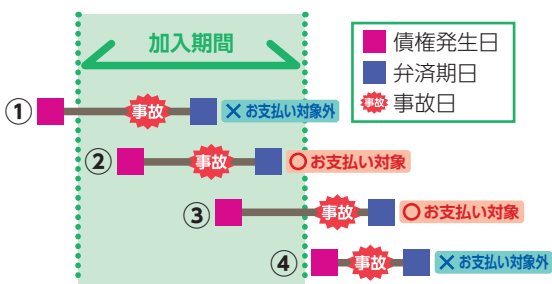 加入期間
債権発生日
弁済期日
事故 事故日
① 事故 × お支払い対象外
② 事故 ○ お支払い対象
③ 事故 ○ お支払い対象
④ 事故 × お支払い対象外